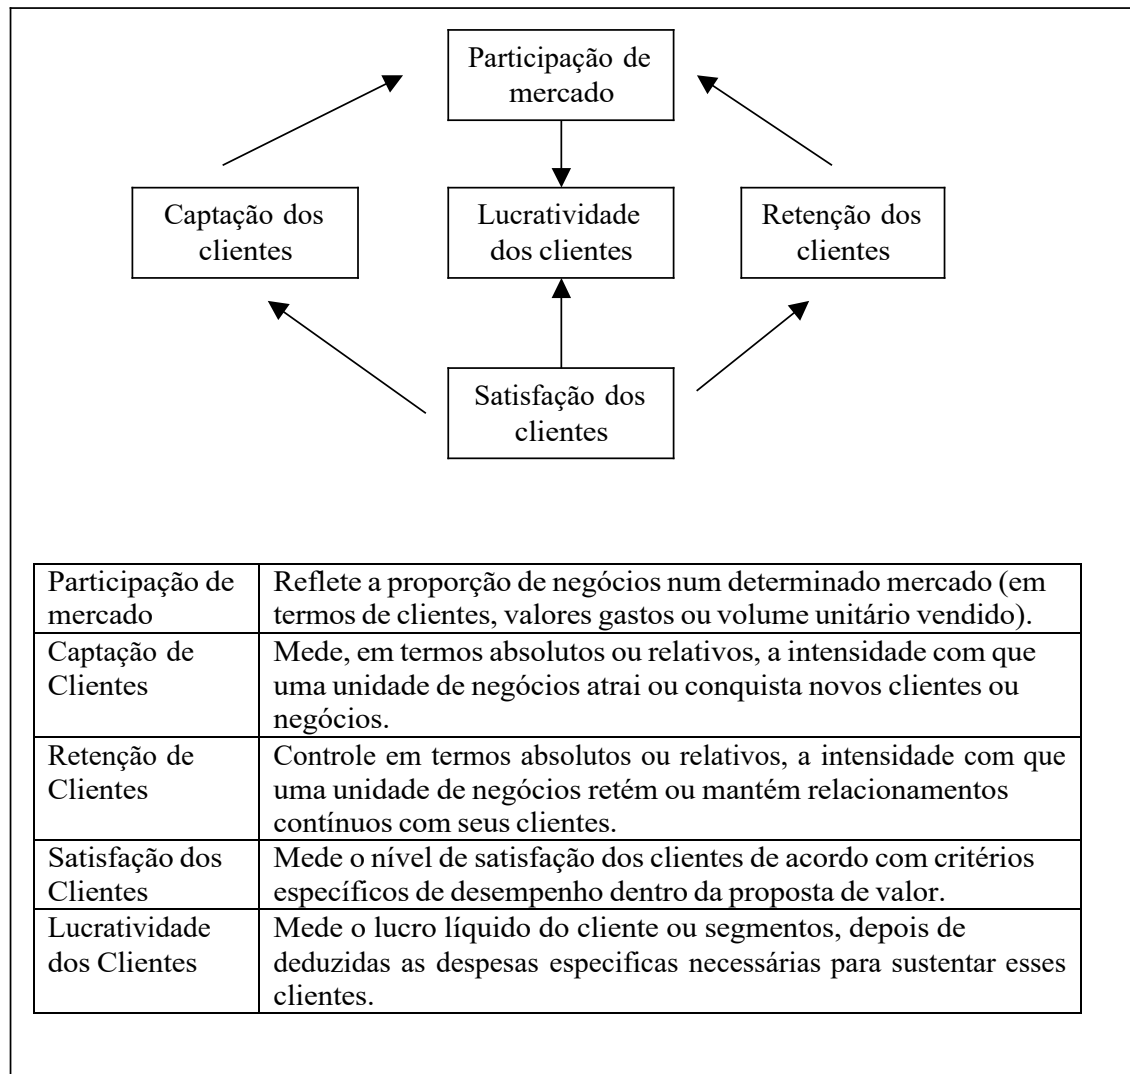 Participação de
mercado
Captação dos
clientes
Lucratividade
dos clientes
Retenção dos
clientes
Satisfação dos
clientes
Participação de
mercado
Reflete a proporção de negócios num determinado mercado (em
termos de clientes, valores gastos ou volume unitário vendido).
Captação de
Clientes
Mede, em termos absolutos ou relativos, a intensidade com que
uma unidade de negócios atrai ou conquista novos clientes ou
negócios.
Retenção de
Clientes
Controle em termos absolutos ou relativos, a intensidade com que
uma unidade de negócios retém ou mantém relacionamentos
contínuos com seus clientes.
Satisfação dos
Clientes
Mede o nível de satisfação dos clientes de acordo com critérios
específicos de desempenho dentro da proposta de valor.
Lucratividade
dos Clientes
Mede o lucro líquido do cliente ou segmentos, depois de
deduzidas as despesas especificas necessárias para sustentar esses
clientes.